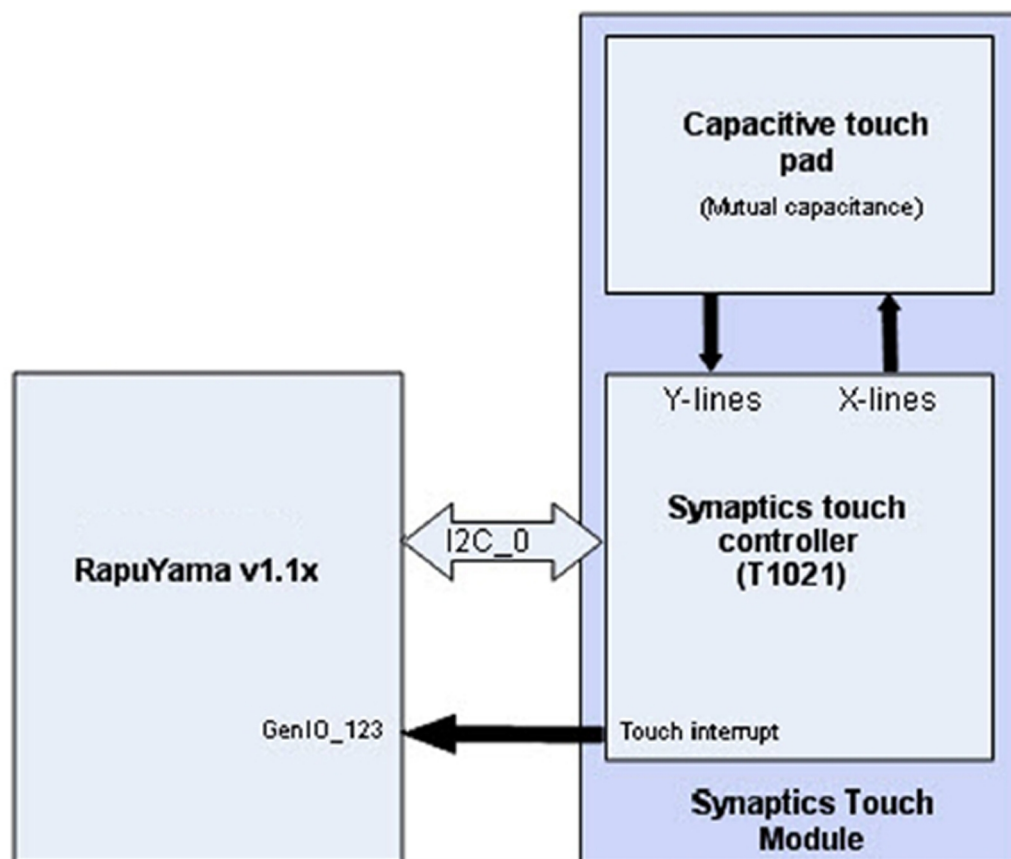 Capacitive touch
pad
(Mutual capacitance)
Y-lines
X-lines
Synaptics touch
controller
(T1021)
I2C_0
RapuYama v1.1x
GenIO_123
Touch interrupt
Synaptics Touch
Module